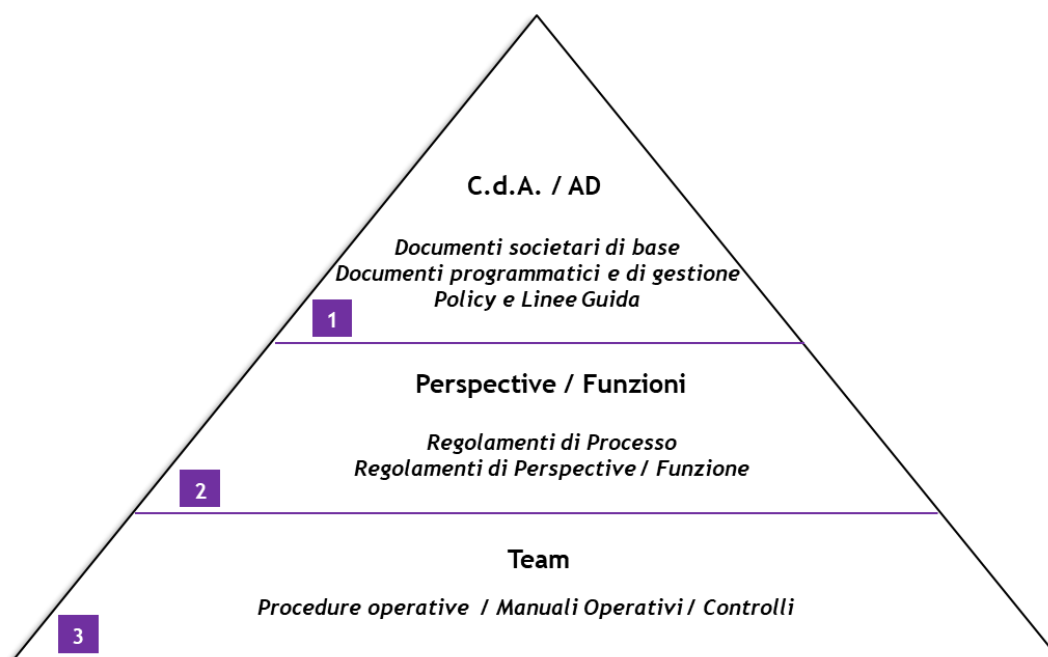 C.d.A. / AD
Documenti societari di base
Documenti programmatici e di gestione
Policy e Linee Guida
1
Perspective / Funzioni
Regolamenti di Processo
Regolamenti di Perspective / Funzione
2
Team
Procedure operative / Manuali Operativi / Controlli
3